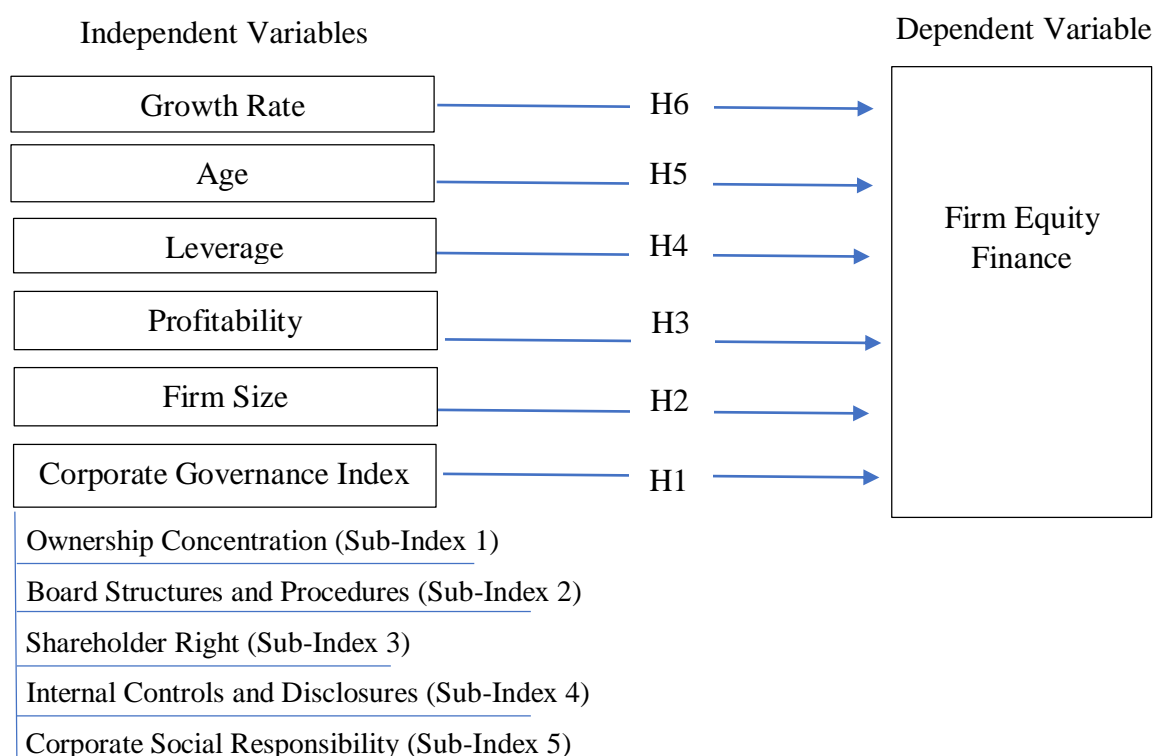 Independent Variables
Dependent Variable
Growth Rate
H6
Age
H5
Leverage
H4
Profitability
H3
Firm Size
H2
Corporate Governance Index
H1
Firm Equity
Finance
Ownership Concentration (Sub-Index 1)
Board Structures and Procedures (Sub-Index 2)
Shareholder Right (Sub-Index 3)
Internal Controls and Disclosures (Sub-Index 4)
Corporate Social Responsibility (Sub-Index 5)